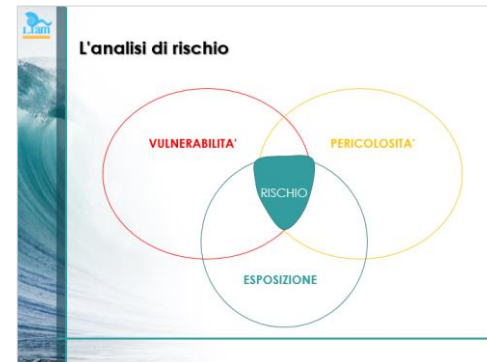 L'analisi di rischio
VULNERABILITA'
PERICOLOSITA'
RISCHIO
ESPOSIZIONE